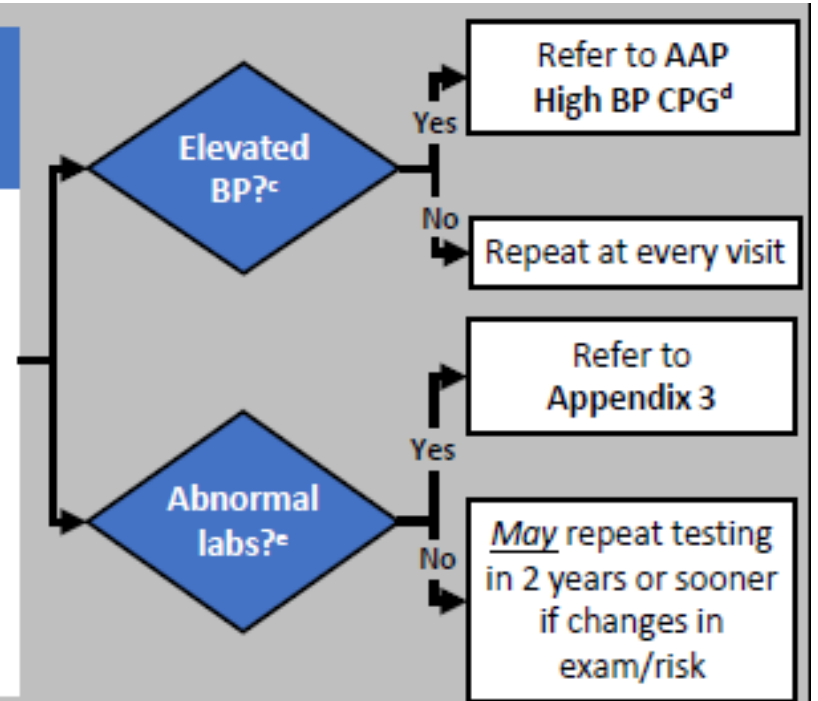 Elevated
BP?ᶜ
Yes
Refer to AAP
High BP CPGᵈ
No
Repeat at every visit
Abnormal
labs?ᵉ
Yes
Refer to
Appendix 3
No
May repeat testing
in 2 years or sooner
if changes in
exam/risk